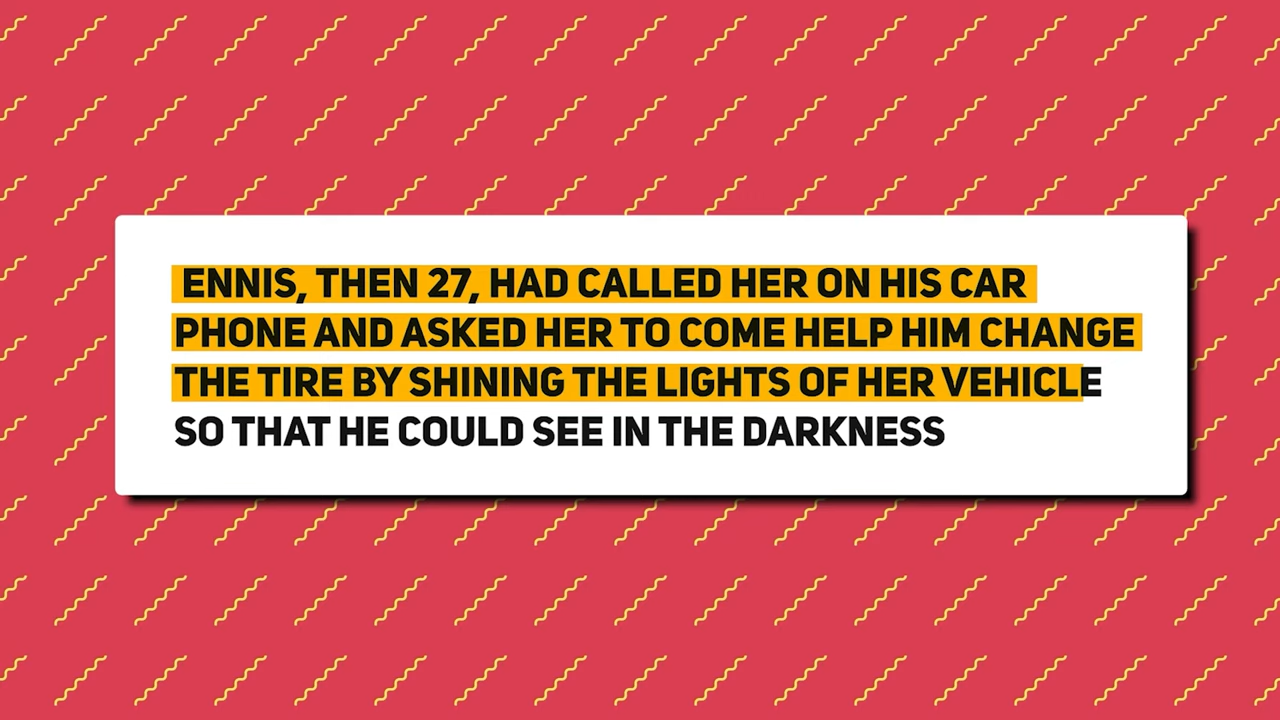 ENNIS, THEN 27, HAD CALLED HER ON HIS CAR
PHONE AND ASKED HER TO COME HELP HIM CHANGE
THE TIRE BY SHINING THE LIGHTS OF HER VEHICLE
SO THAT HE COULD SEE IN THE DARKNESS